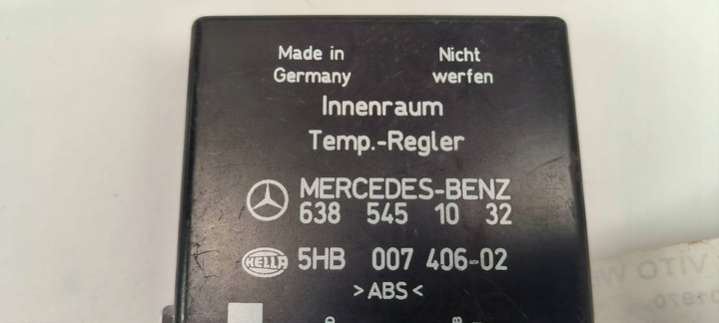 Made in Nicht
Germany werfen
Innenraum
Temp.-Regler
MERCEDES-BENZ
638 545 10 32
HELLA 5HB 007 406-02
>ABS<
VITO